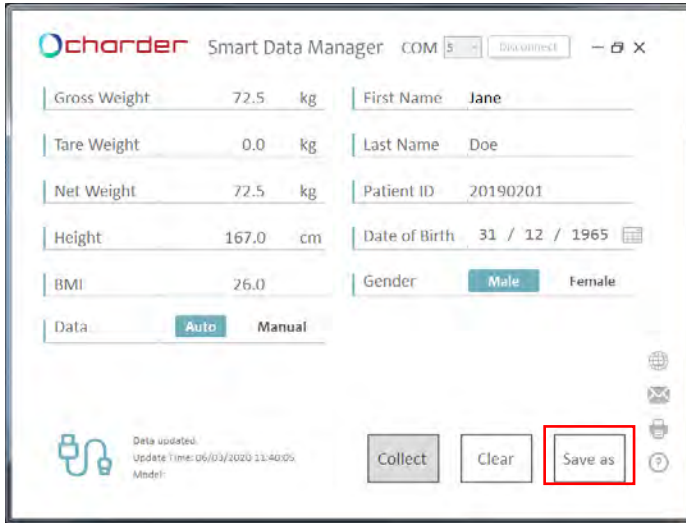 charder Smart Data Manager COM 5 Disconnect
Gross Weight 72.5 kg First Name Jane
Tare Weight 0.0 kg Last Name Doe
Net Weight 72.5 kg Patient ID 20190201
Height 167.0 cm Date of Birth 31 / 12 / 1965
BMI 26.0 Gender Male Female
Data Auto Manual
Data updated.
Update Time: 06/03/2020 11:40:05
Model:
Collect Clear Save as
?